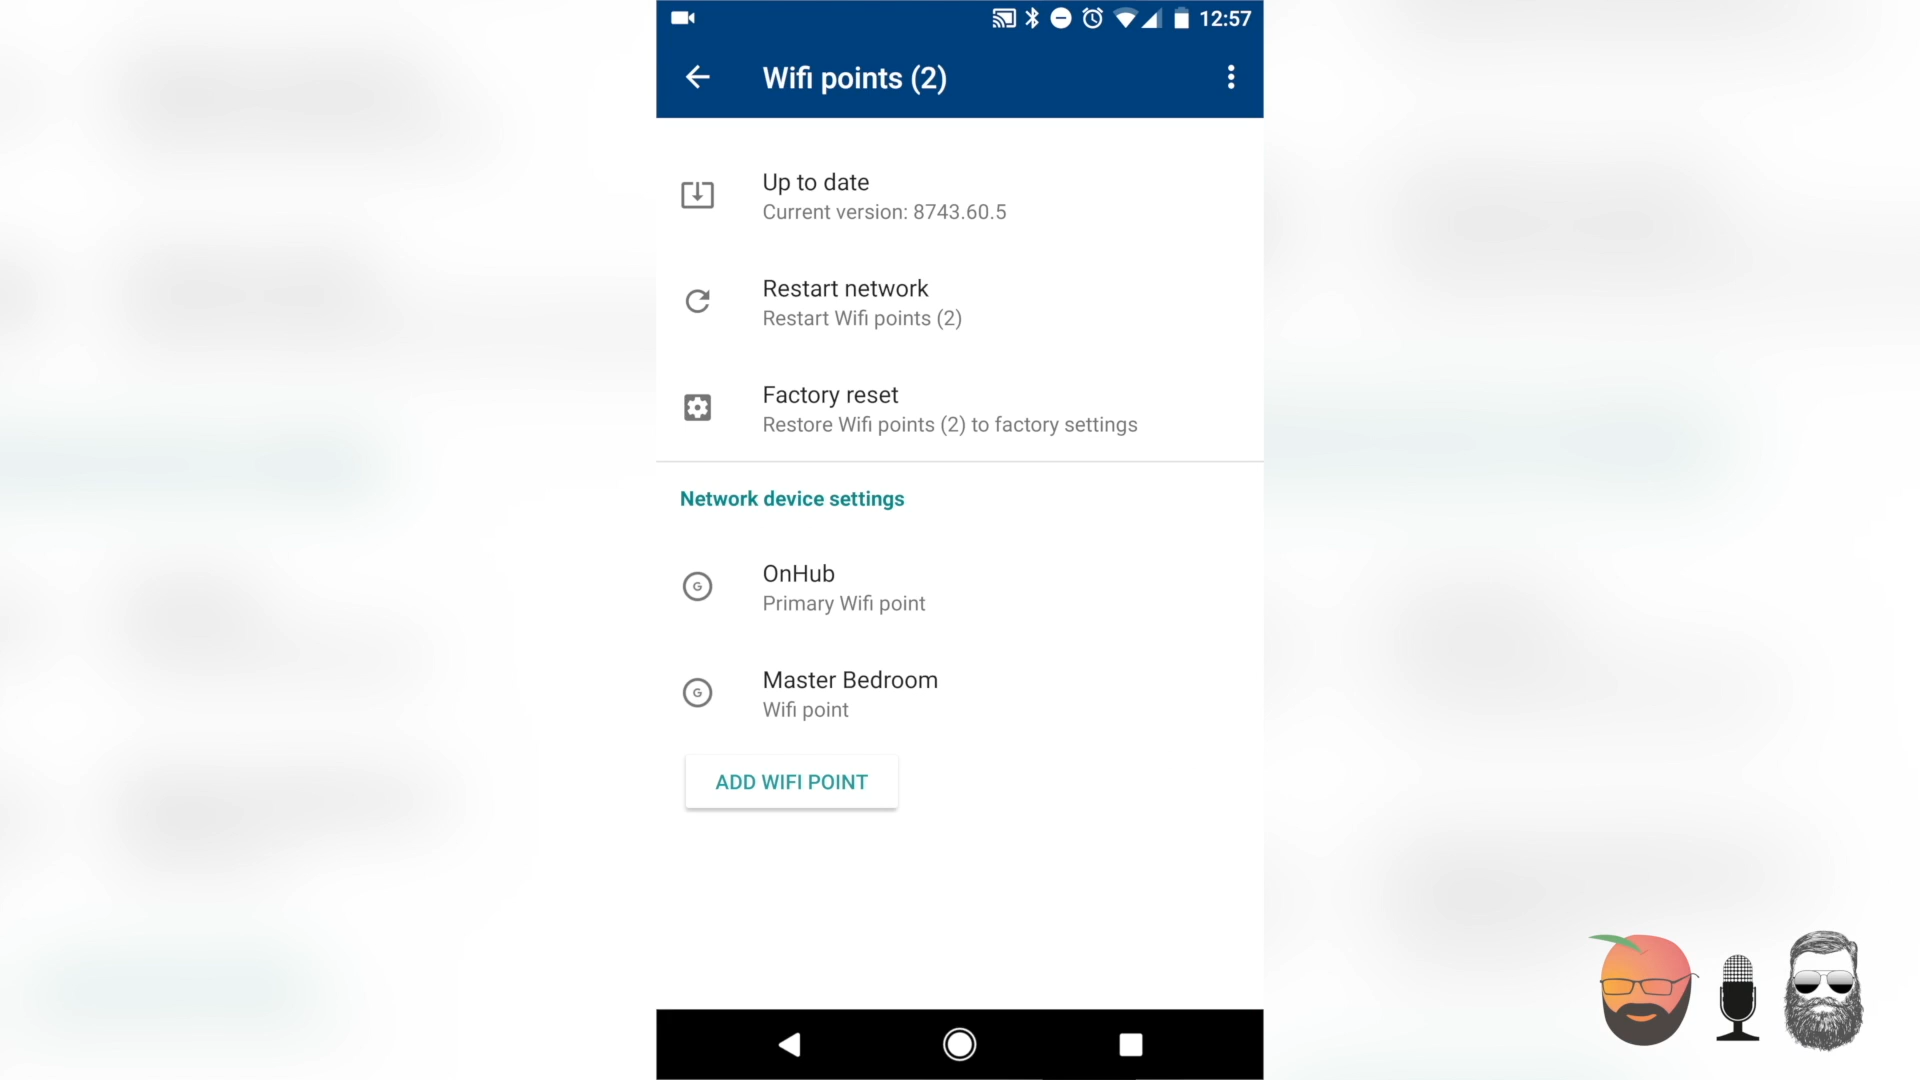 12:57
Wifi points (2)
Up to date
Current version: 8743.60.5
Restart network
Restart Wifi points (2)
Factory reset
Restore Wifi points (2) to factory settings
Network device settings
G
OnHub
Primary Wifi point
G
Master Bedroom
Wifi point
ADD WIFI POINT